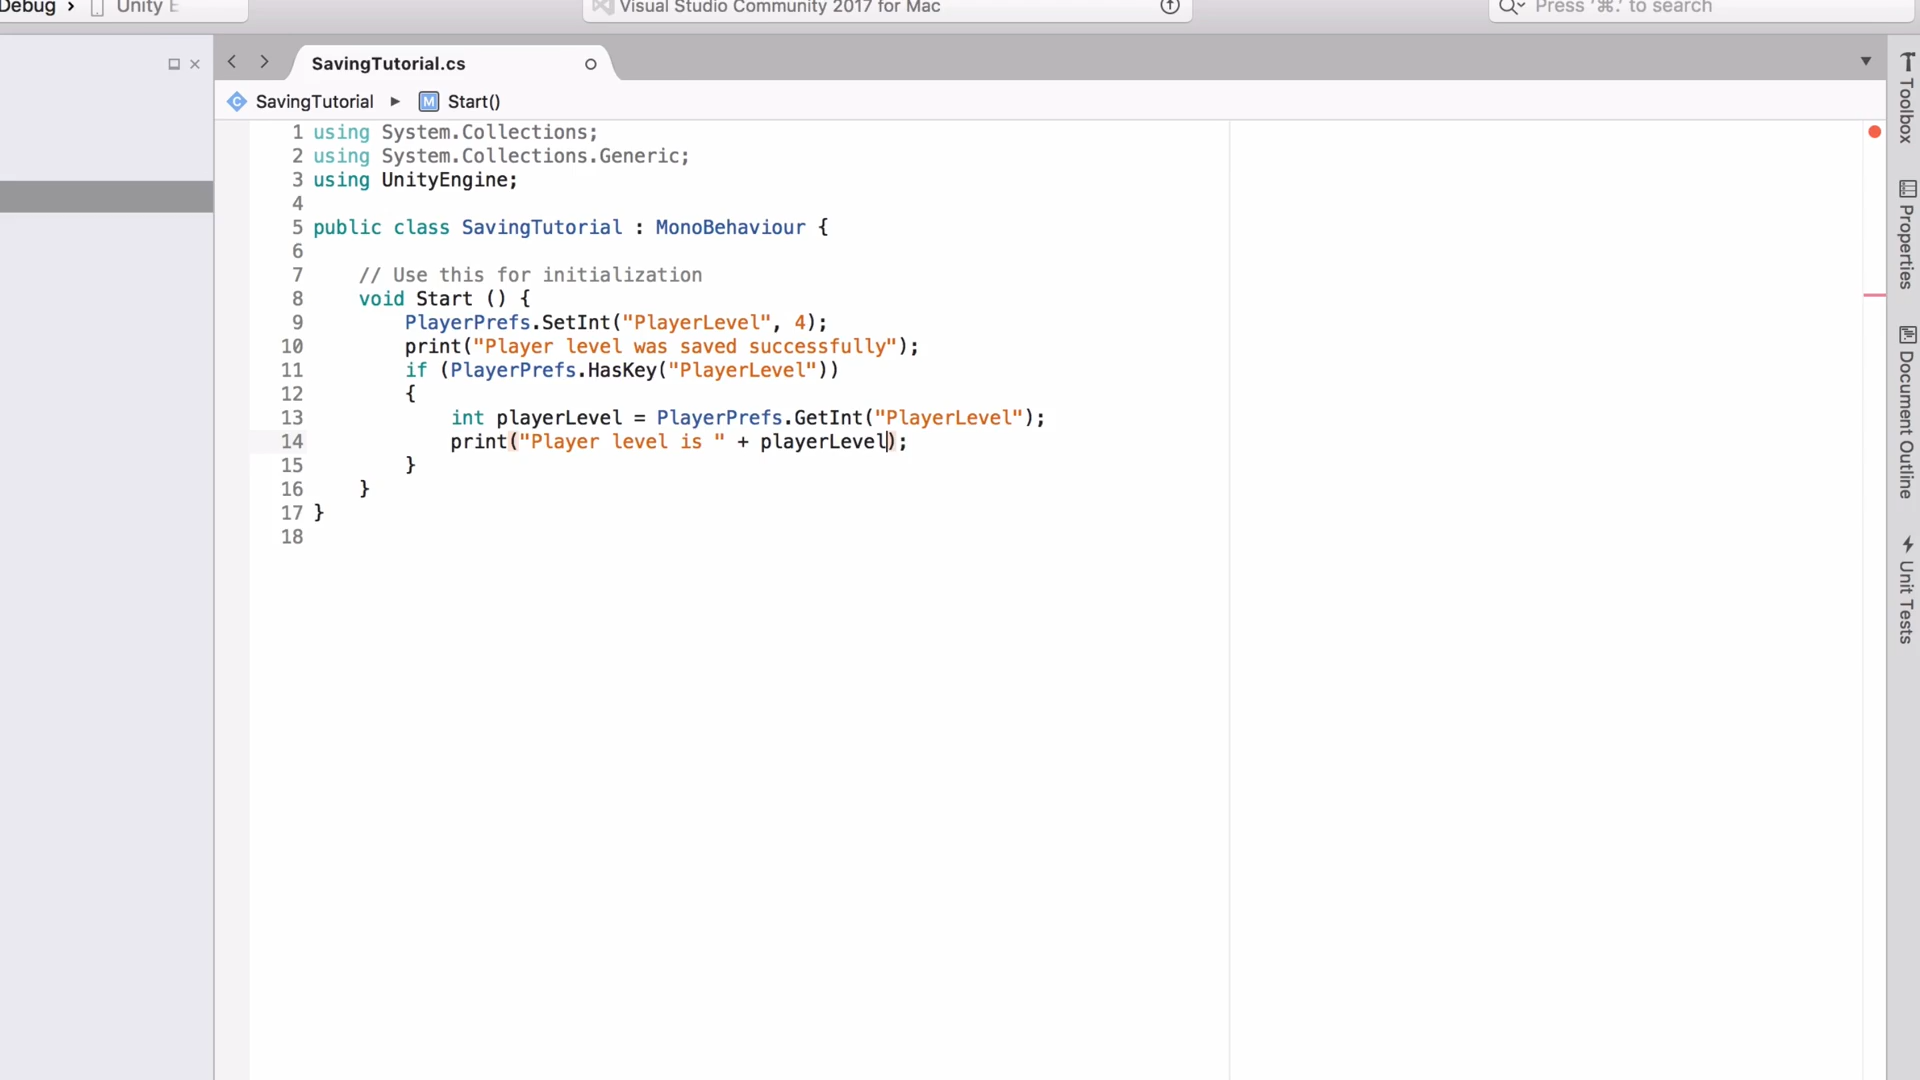 Debug > Unity E
Visual Studio Community 2017 for Mac
Press '⌘.' to search
SavingTutorial.cs
SavingTutorial ▶ M Start()
1 using System.Collections;
2 using System.Collections.Generic;
3 using UnityEngine;
4
5 public class SavingTutorial : MonoBehaviour {
6
7 // Use this for initialization
8 void Start () {
9 PlayerPrefs.SetInt("PlayerLevel", 4);
10 print("Player level was saved successfully");
11 if (PlayerPrefs.HasKey("PlayerLevel"))
12 {
13 int playerLevel = PlayerPrefs.GetInt("PlayerLevel");
14 print("Player level is " + playerLevel);
15 }
16 }
17 }
18
Toolbox
Properties
Document Outline
Unit Tests